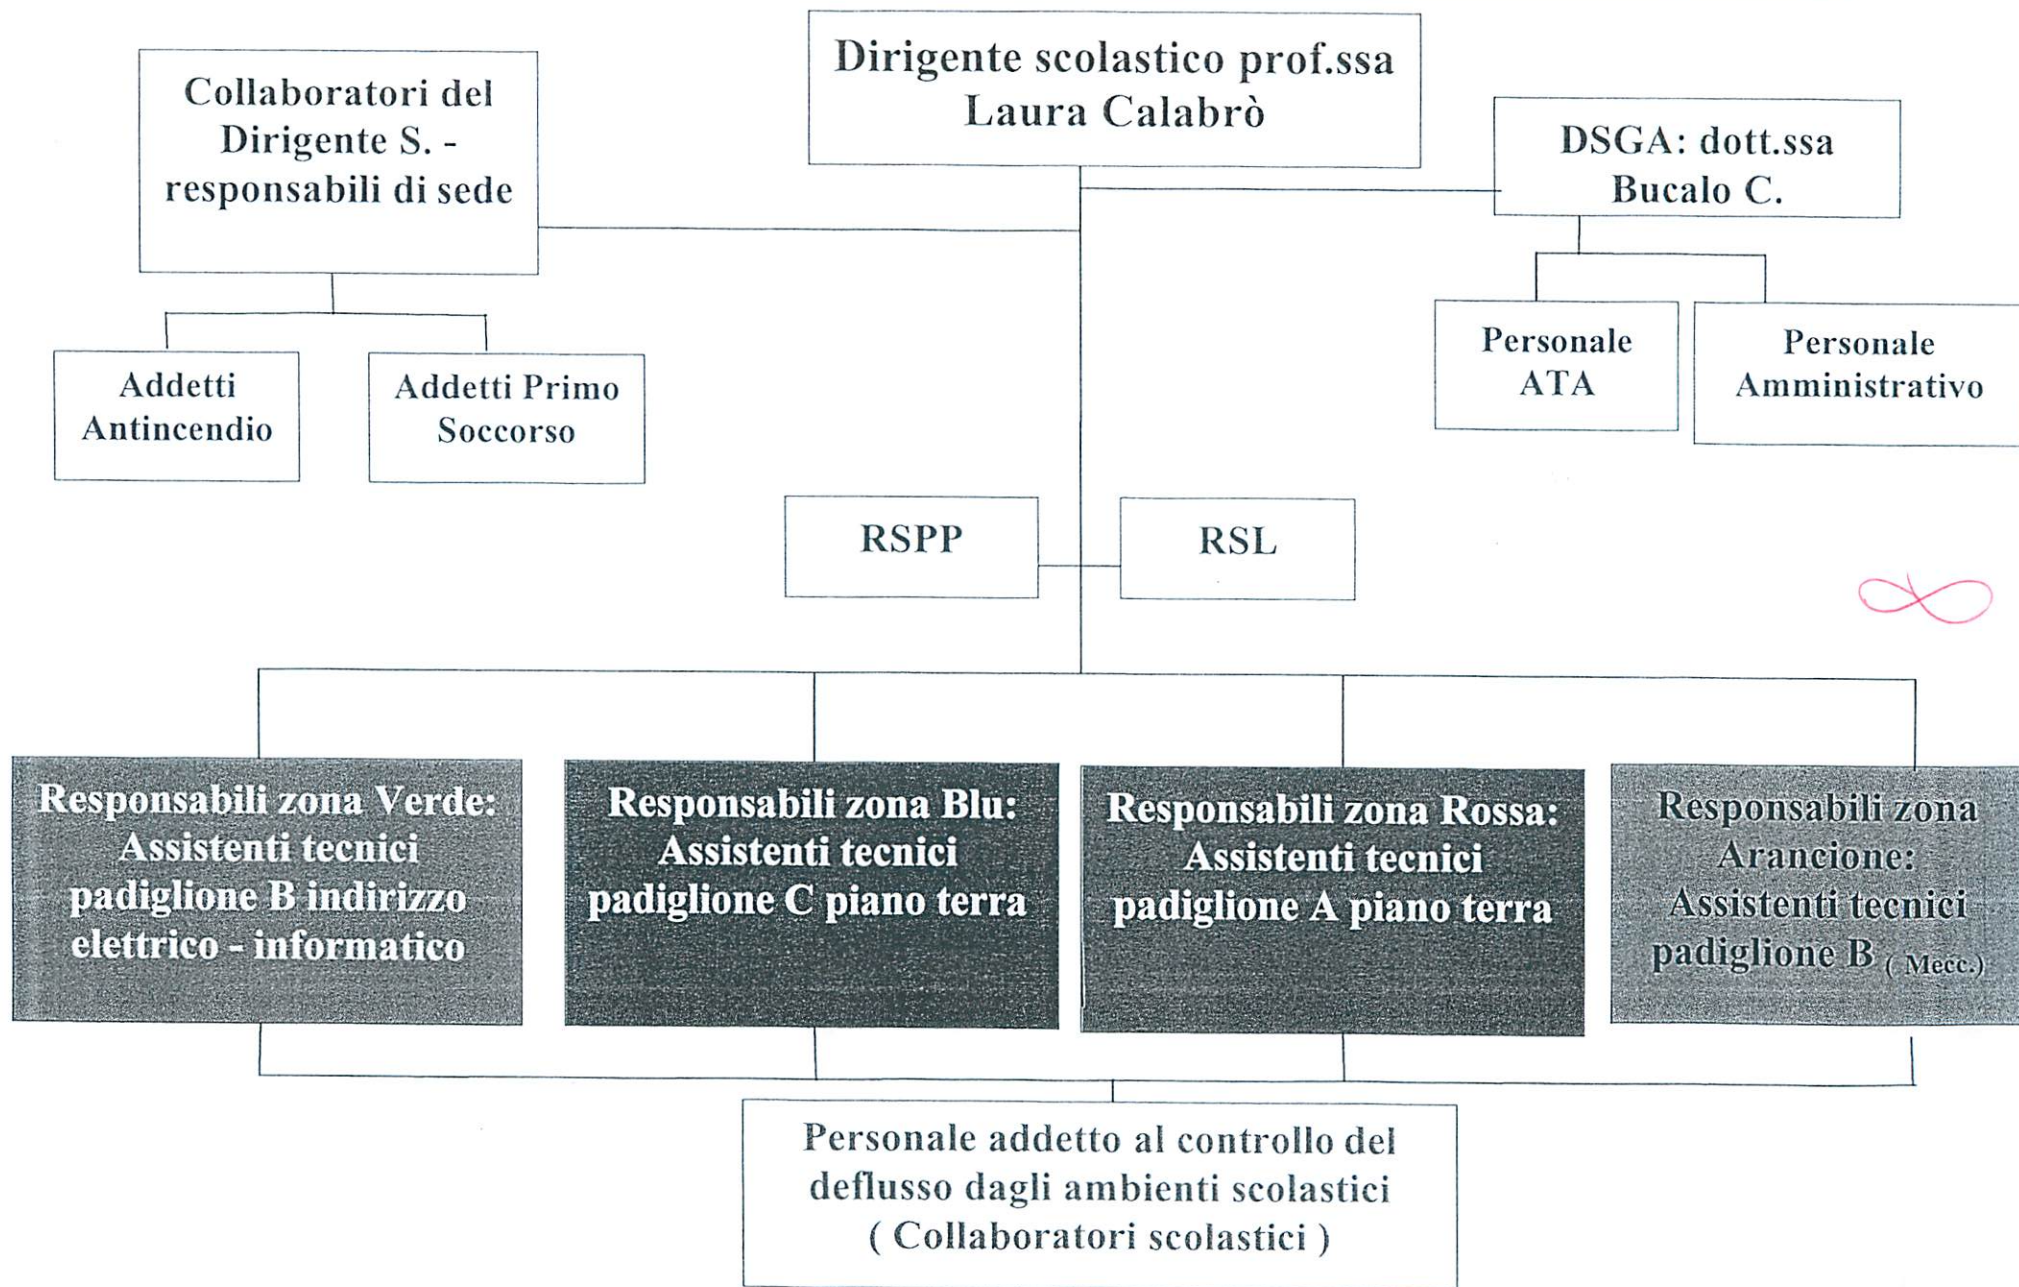 Dirigente scolastico prof.ssa
Laura Calabrò
Collaboratori del
Dirigente S. -
responsabili di sede
DSGA: dott.ssa
Bucalo C.
Addetti
Antincendio
Addetti Primo
Soccorso
Personale
ATA
Personale
Amministrativo
RSPP
RSL
Responsabili zona Verde:
Assistenti tecnici
padiglione B indirizzo
elettrico - informatico
Responsabili zona Blu:
Assistenti tecnici
padiglione C piano terra
Responsabili zona Rossa:
Assistenti tecnici
padiglione A piano terra
Responsabili zona
Arancione:
Assistenti tecnici
padiglione B ( Mecc.)
Personale addetto al controllo del
deflusso dagli ambienti scolastici
( Collaboratori scolastici )